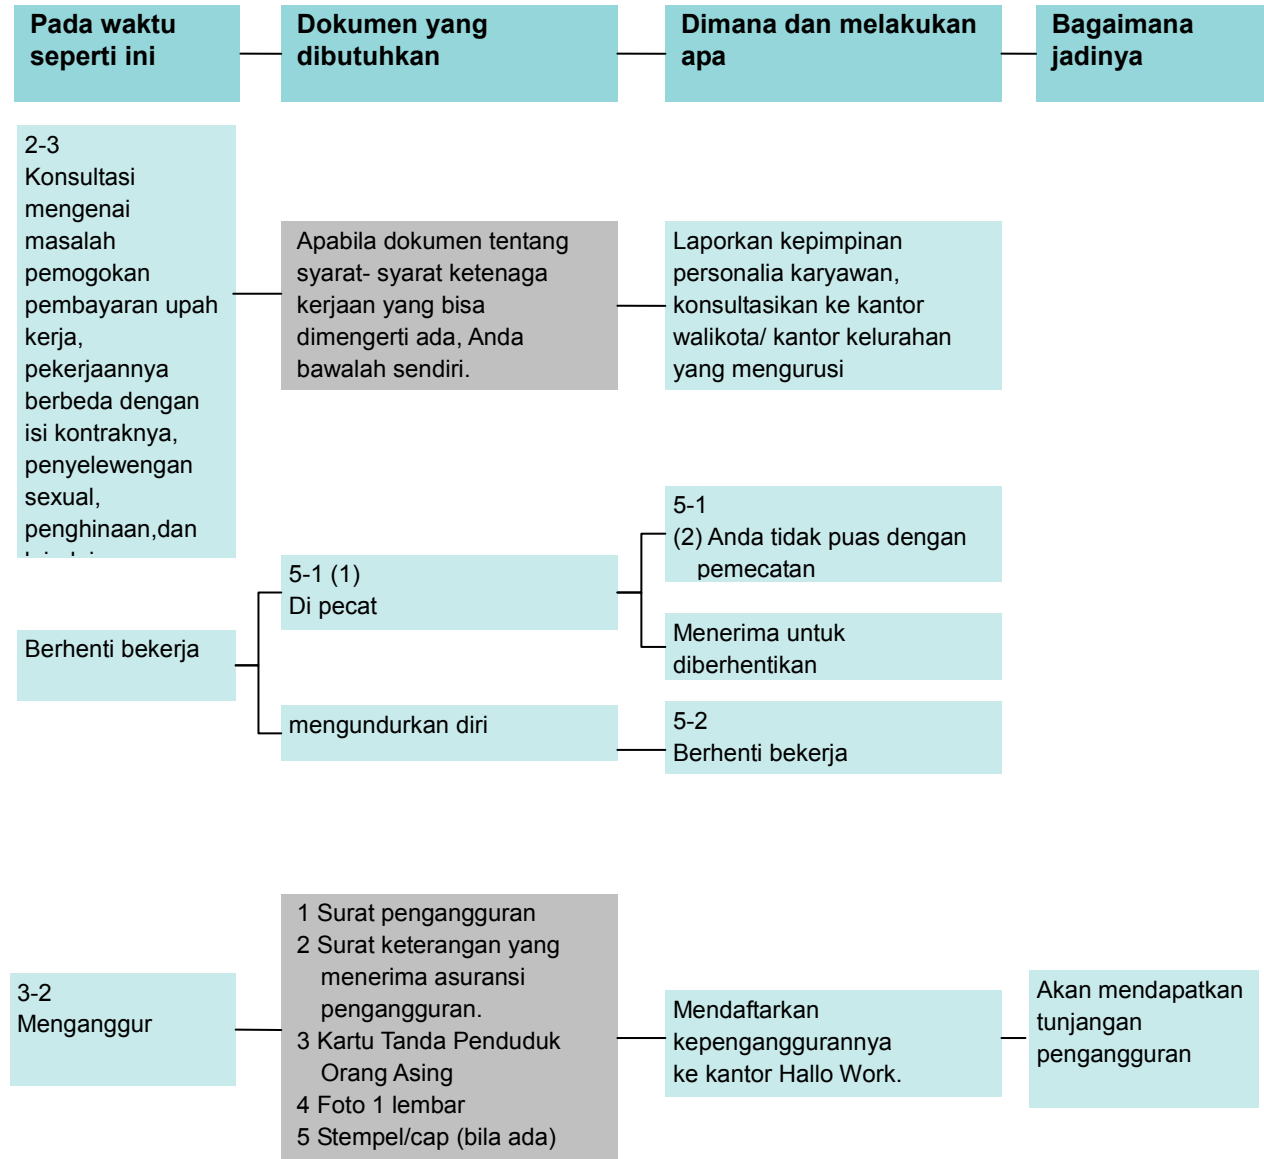 Pada waktu
seperti ini
Dokumen yang
dibutuhkan
Dimana dan melakukan
apa
Bagaimana
jadinya
2-3
Konsultasi
mengenai
masalah
pemogokan
pembayaran upah
kerja,
pekerjaannya
berbeda dengan
isi kontraknya,
penyelewengan
sexual,
penghinaan,dan
Apabila dokumen tentang
syarat- syarat ketenaga
kerjaan yang bisa
dimengerti ada, Anda
bawalah sendiri.
Laporkan kepimpinan
personalia karyawan,
konsultasikan ke kantor
walikota/ kantor kelurahan
yang mengurusi
Berhenti bekerja
5-1 (1)
Di pecat
5-1
(2) Anda tidak puas dengan
pemecatan
Menerima untuk
diberhentikan
mengundurkan diri
5-2
Berhenti bekerja
3-2
Menganggur
1 Surat pengangguran
2 Surat keterangan yang
menerima asuransi
pengangguran.
3 Kartu Tanda Penduduk
Orang Asing
4 Foto 1 lembar
5 Stempel/cap (bila ada)
Mendaftarkan
kepenganggurannya
ke kantor Hallo Work.
Akan mendapatkan
tunjangan
pengangguran